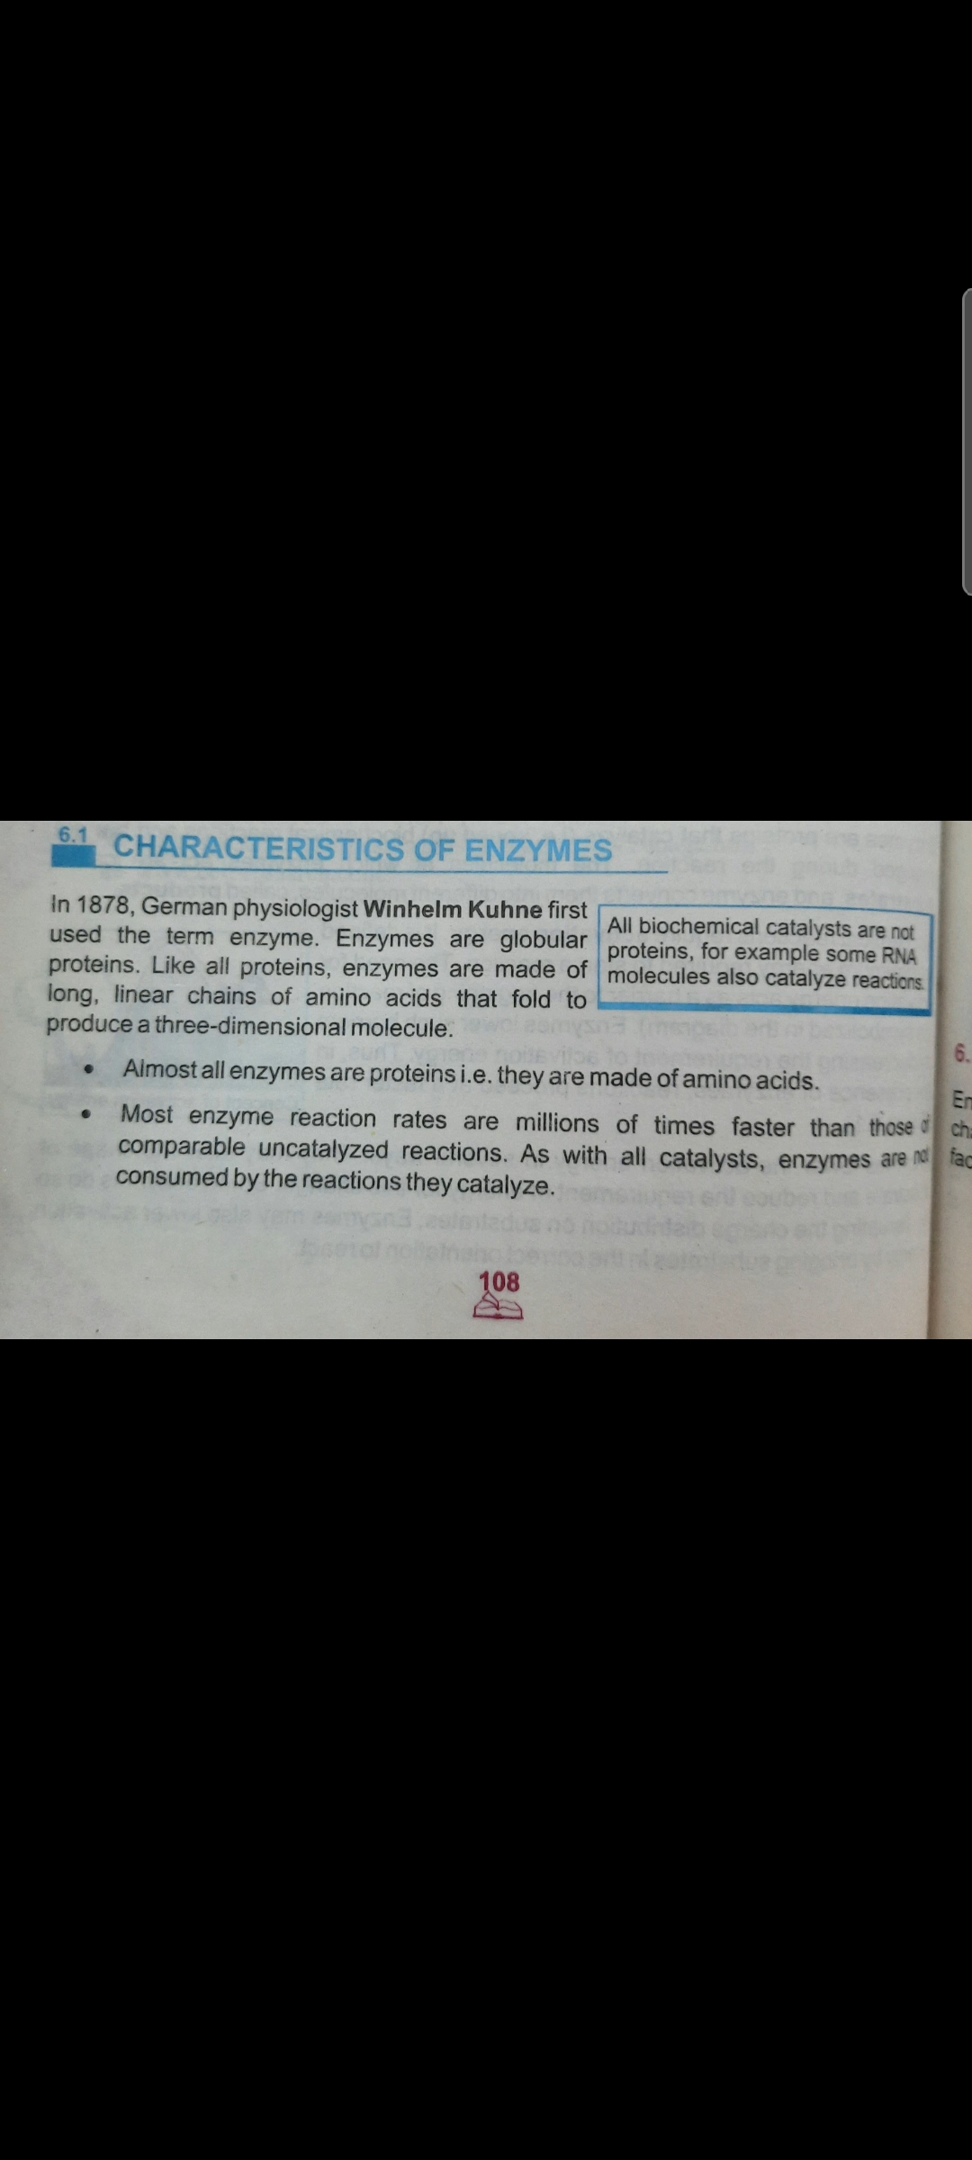 6.1 CHARACTERISTICS OF ENZYMES
In 1878, German physiologist Winhelm Kuhne first
used the term enzyme. Enzymes are globular
proteins. Like all proteins, enzymes are made of
long, linear chains of amino acids that fold to
produce a three-dimensional molecule.
All biochemical catalysts are not
proteins, for example some RNA
molecules also catalyze reactions.
• Almost all enzymes are proteins i.e. they are made of amino acids.
• Most enzyme reaction rates are millions of times faster than those of
comparable uncatalyzed reactions. As with all catalysts, enzymes are not
consumed by the reactions they catalyze.
108
6.
En
cha
fac